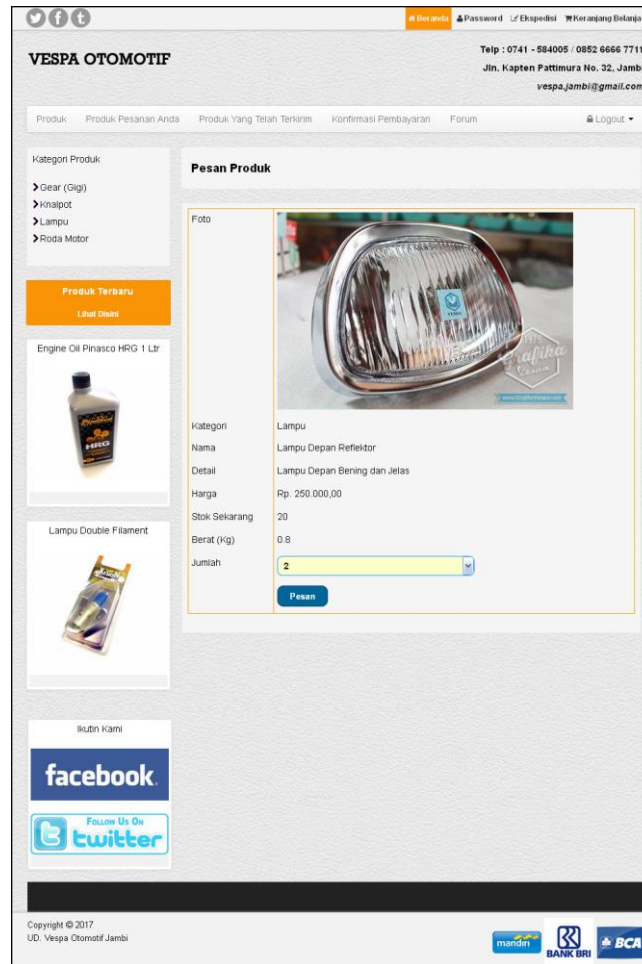 Beranda Password Ekspedisi Keranjang Belanja
VESPA OTOMOTIF
Telp : 0741 - 584005 / 0852 6666 7711
Jln. Kapten Pattimura No. 32, Jambi
vespa.jambi@gmail.com
Produk Produk Pesanan Anda Produk Yang Telah Terkirim Konfirmasi Pembayaran Forum Logout
Kategori Produk
Gear (Gigi)
Knalpot
Lampu
Roda Motor
Produk Terbaru
Lihat Disini
Engine Oil Pinasco HRG 1 Ltr
HRG
Lampu Double Filament
Ikutin Kami
facebook.
Follow Us On
twitter
Pesan Produk
Foto
Grafika
Vespa
Kategori Lampu
Nama Lampu Depan Reflektor
Detail Lampu Depan Bening dan Jelas
Harga Rp. 250.000,00
Stok Sekarang 20
Berat (Kg) 0.8
Jumlah 2
Pesan
Copyright © 2017
UD. Vespa Otomotif Jambi
mandiri
BANK BRI
BCA